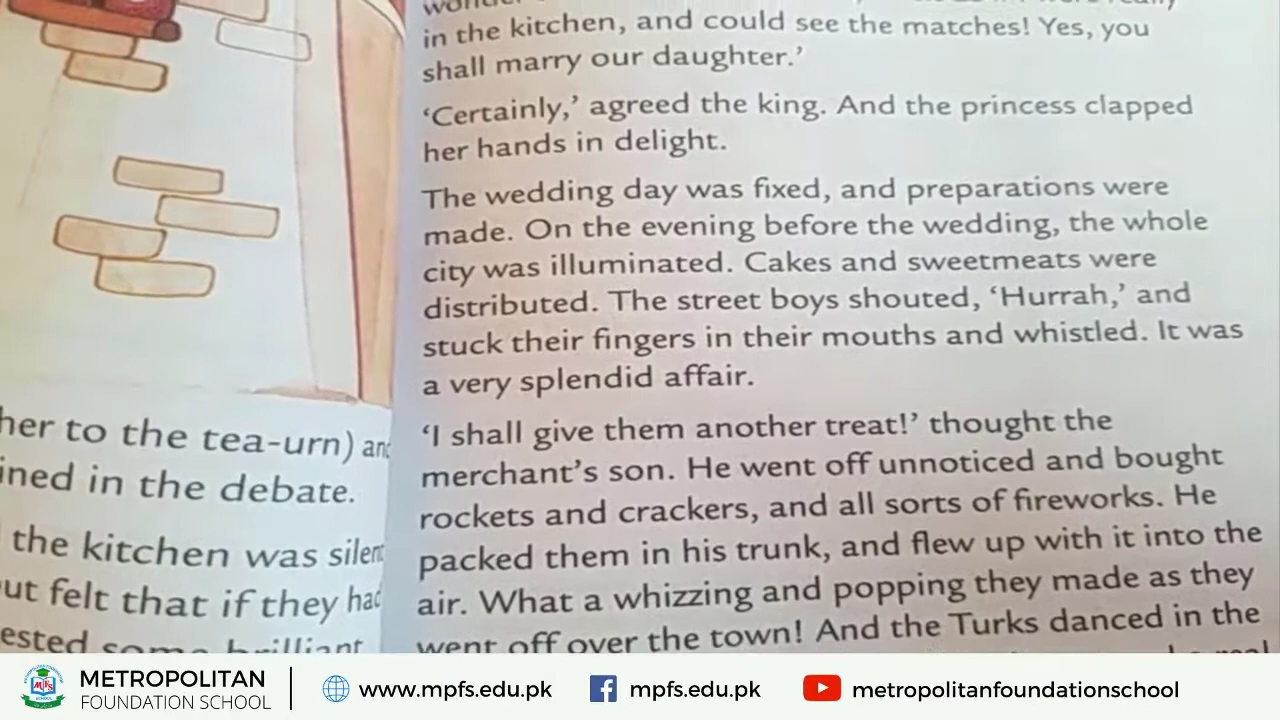 her to the tea-urn) and
ined in the debate.
the kitchen was silent
ut felt that if they had
ested some brilliant
in the kitchen, and could see the matches! Yes, you
shall marry our daughter.’
‘Certainly,’ agreed the king. And the princess clapped
her hands in delight.
The wedding day was fixed, and preparations were
made. On the evening before the wedding, the whole
city was illuminated. Cakes and sweetmeats were
distributed. The street boys shouted, ‘Hurrah,’ and
stuck their fingers in their mouths and whistled. It was
a very splendid affair.
‘I shall give them another treat!’ thought the
merchant’s son. He went off unnoticed and bought
rockets and crackers, and all sorts of fireworks. He
packed them in his trunk, and flew up with it into the
air. What a whizzing and popping they made as they
went off over the town! And the Turks danced in the
METROPOLITAN
FOUNDATION SCHOOL
www.mpfs.edu.pk
mpfs.edu.pk
metropolitanfoundationschool